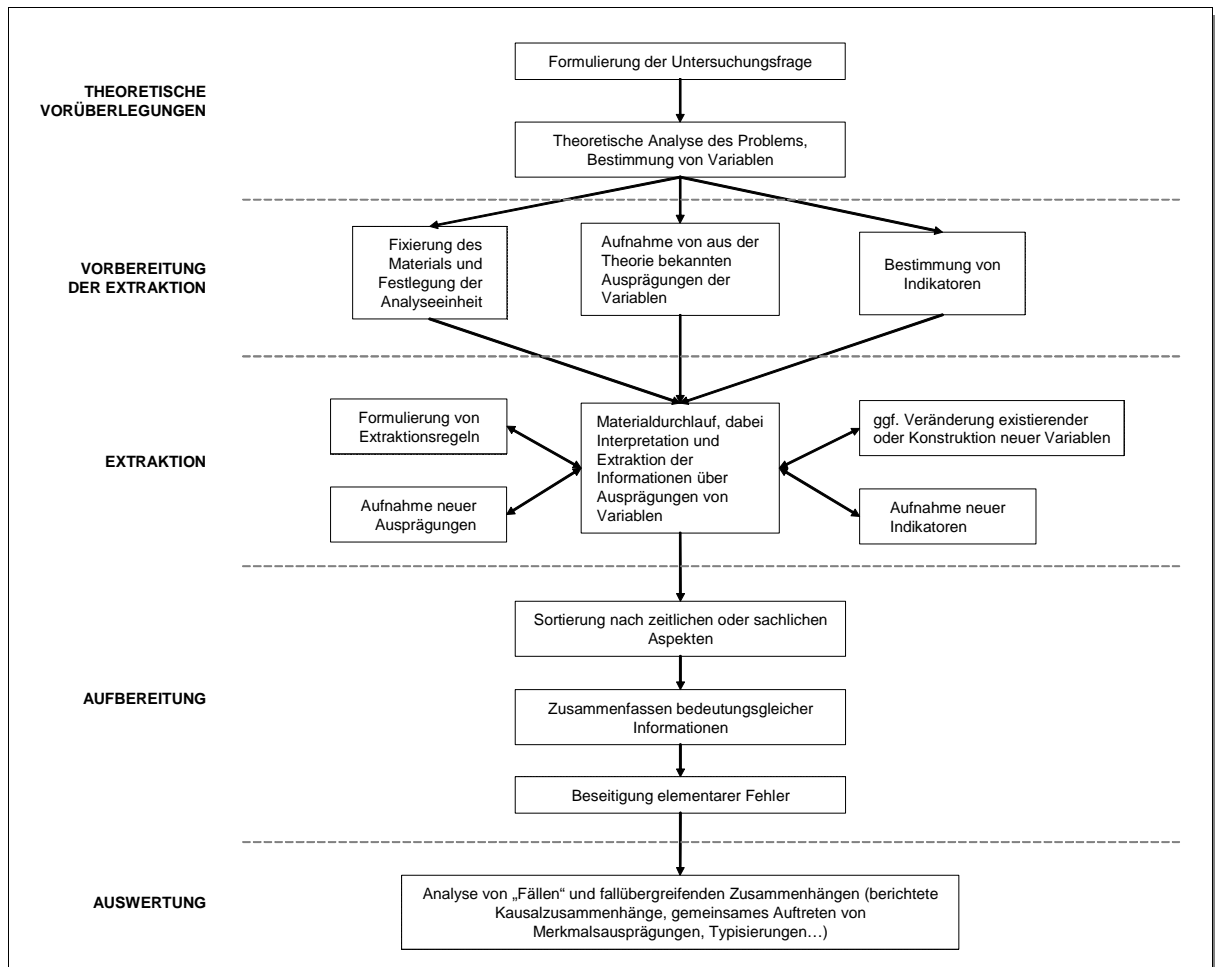 Formulierung der Untersuchungsfrage
THEORETISCHE
VORÜBERLEGUNGEN
Theoretische Analyse des Problems,
Bestimmung von Variablen
VORBEREITUNG
DER EXTRAKTION
Fixierung des
Materials und
Festlegung der
Analyseeinheit
Aufnahme von aus der
Theorie bekannten
Ausprägungen der
Variablen
Bestimmung von
Indikatoren
EXTRAKTION
Formulierung von
Extraktionsregeln
Aufnahme neuer
Ausprägungen
Materialdurchlauf, dabei
Interpretation und
Extraktion der
Informationen über
Ausprägungen von
Variablen
ggf. Veränderung existierender
oder Konstruktion neuer Variablen
Aufnahme neuer
Indikatoren
AUFBEREITUNG
Sortierung nach zeitlichen oder sachlichen
Aspekten
Zusammenfassen bedeutungsgleicher
Informationen
Beseitigung elementarer Fehler
AUSWERTUNG
Analyse von „Fällen“ und fallübergreifenden Zusammenhängen (berichtete
Kausalzusammenhänge, gemeinsames Auftreten von
Merkmalsausprägungen, Typisierungen…)